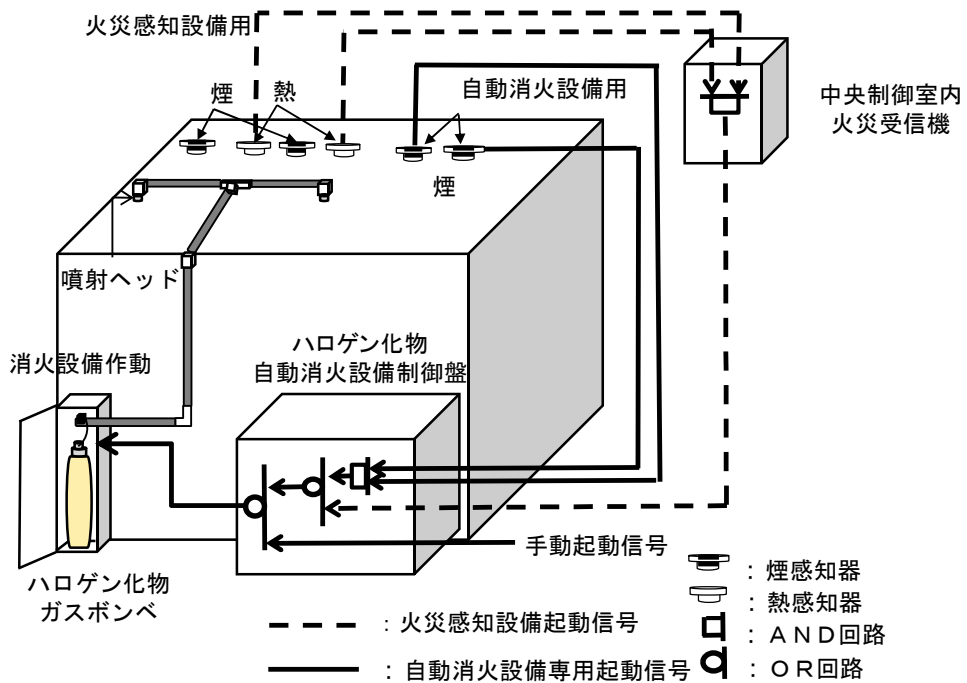 火災感知設備用
煙
熱
自動消火設備用
中央制御室内
火災受信機
煙
噴射ヘッド
ハロゲン化物
自動消火設備制御盤
消火設備作動
手動起動信号
ハロゲン化物
ガスボンベ
：煙感知器
：熱感知器
：火災感知設備起動信号
：ＡＮＤ回路
：自動消火設備専用起動信号
：ＯＲ回路